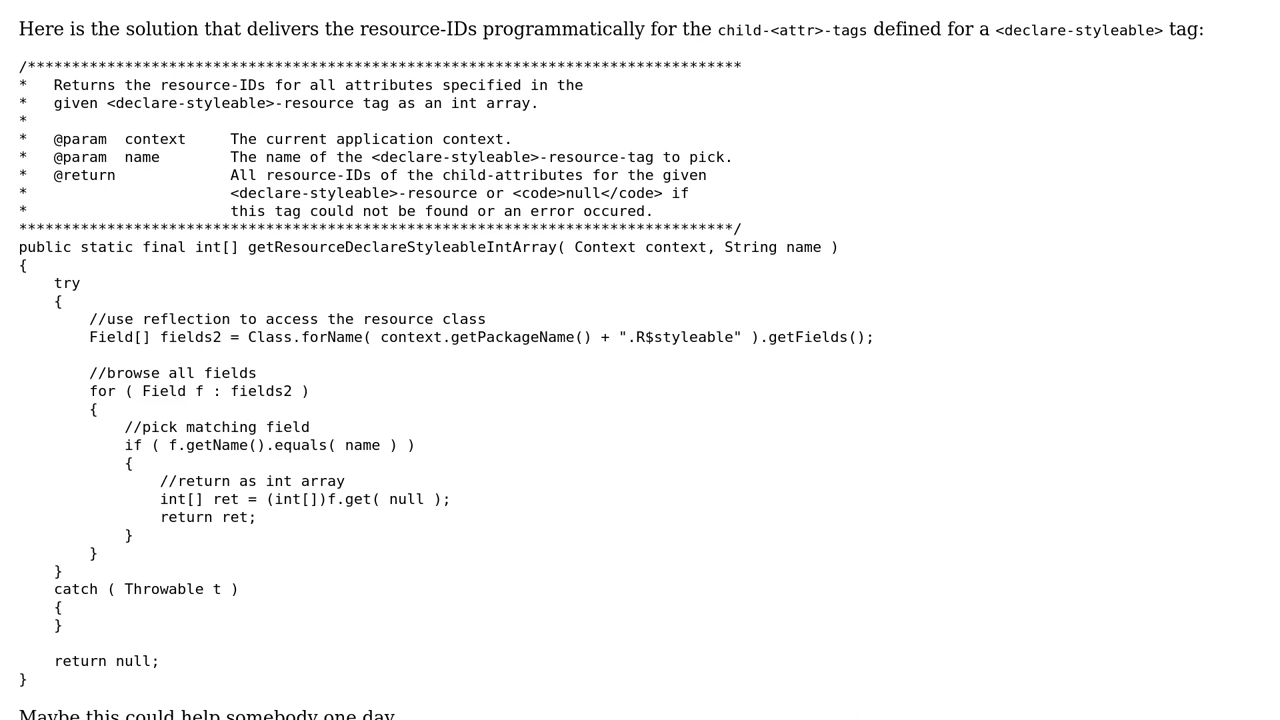 Here is the solution that delivers the resource-IDs programmatically for the child-<attr>-tags defined for a <declare-styleable> tag:
/*********************************************************************************
*   Returns the resource-IDs for all attributes specified in the
*   given <declare-styleable>-resource tag as an int array.
*
*   @param  context     The current application context.
*   @param  name        The name of the <declare-styleable>-resource-tag to pick.
*   @return             All resource-IDs of the child-attributes for the given
*                       <declare-styleable>-resource or <code>null</code> if
*                       this tag could not be found or an error occured.
*********************************************************************************/
public static final int[] getResourceDeclareStyleableIntArray( Context context, String name )
{
    try
    {
        //use reflection to access the resource class
        Field[] fields2 = Class.forName( context.getPackageName() + ".R$styleable" ).getFields();

        //browse all fields
        for ( Field f : fields2 )
        {
            //pick matching field
            if ( f.getName().equals( name ) )
            {
                //return as int array
                int[] ret = (int[])f.get( null );
                return ret;
            }
        }
    }
    catch ( Throwable t )
    {
    }

    return null;
}
Maybe this could help somebody one day.